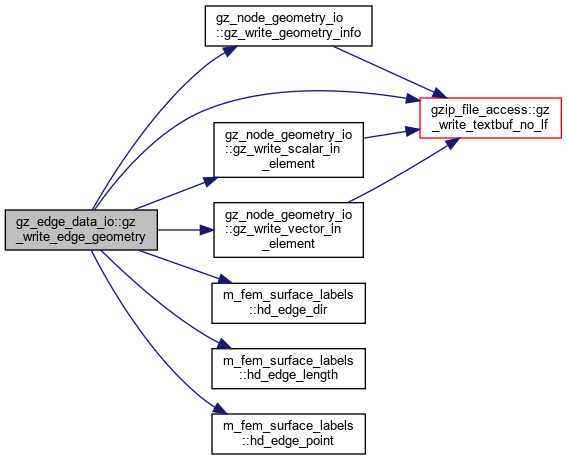 gz_node_geometry_io
::gz_write_geometry_info
gzip_file_access::gz
_write_textbuf_no_lf
gz_node_geometry_io
::gz_write_scalar_in
_element
gz_edge_data_io::gz
_write_edge_geometry
gz_node_geometry_io
::gz_write_vector_in
_element
m_fem_surface_labels
::hd_edge_dir
m_fem_surface_labels
::hd_edge_length
m_fem_surface_labels
::hd_edge_point